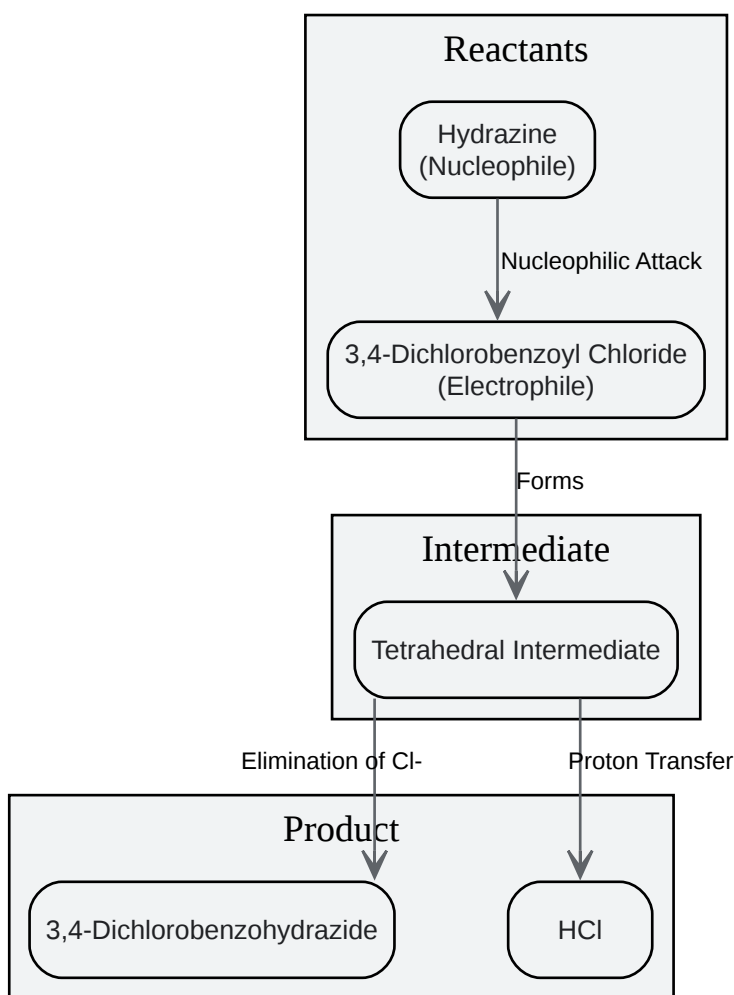 Reactants
Hydrazine
(Nucleophile)
Nucleophilic Attack
3,4-Dichlorobenzoyl Chloride
(Electrophile)
Forms
Intermediate
Tetrahedral Intermediate
Elimination of Cl-
Proton Transfer
Product
3,4-Dichlorobenzohydrazide
HCl